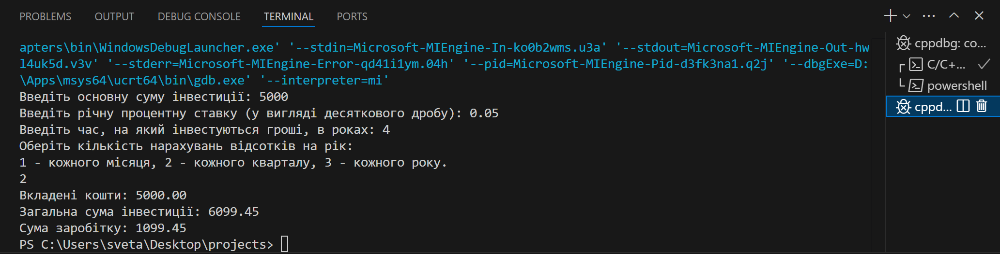 PROBLEMS OUTPUT DEBUG CONSOLE TERMINAL PORTS
apters\bin\WindowsDebugLauncher.exe' '--stdin=Microsoft-MIEngine-In-ko0b2wms.u3a' '--stdout=Microsoft-MIEngine-Out-hw
l4uk5d.v3v' '--stderr=Microsoft-MIEngine-Error-qd41i1ym.04h' '--pid=Microsoft-MIEngine-Pid-d3fk3na1.q2j' '--dbgExe=D:
\Apps\msys64\ucrt64\bin\gdb.exe' '--interpreter=mi'
Введіть основну суму інвестиції: 5000
Введіть річну процентну ставку (у вигляді десяткового дробу): 0.05
Введіть час, на який інвестуються гроші, в роках: 4
Оберіть кількість нарахувань відсотків на рік:
1 - кожного місяця, 2 - кожного кварталу, 3 - кожного року.
2
Вкладені кошти: 5000.00
Загальна сума інвестиції: 6099.45
Сума заробітку: 1099.45
PS C:\Users\sveta\Desktop\projects>
cppdbg: co...
C/C+...
powershell
cppd...